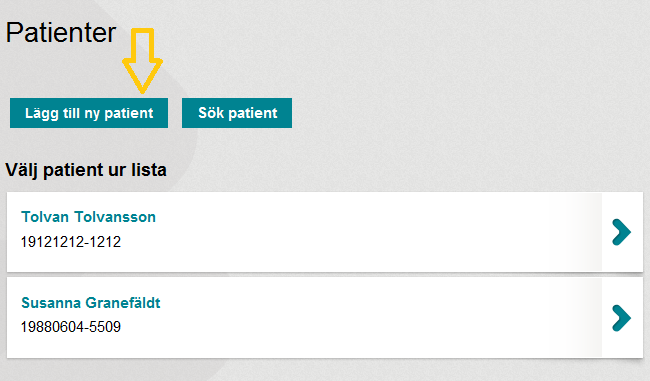 Patienter
Lägg till ny patient
Sök patient
Välj patient ur lista
Tolvan Tolvansson
19121212-1212
Susanna Granefäldt
19880604-5509